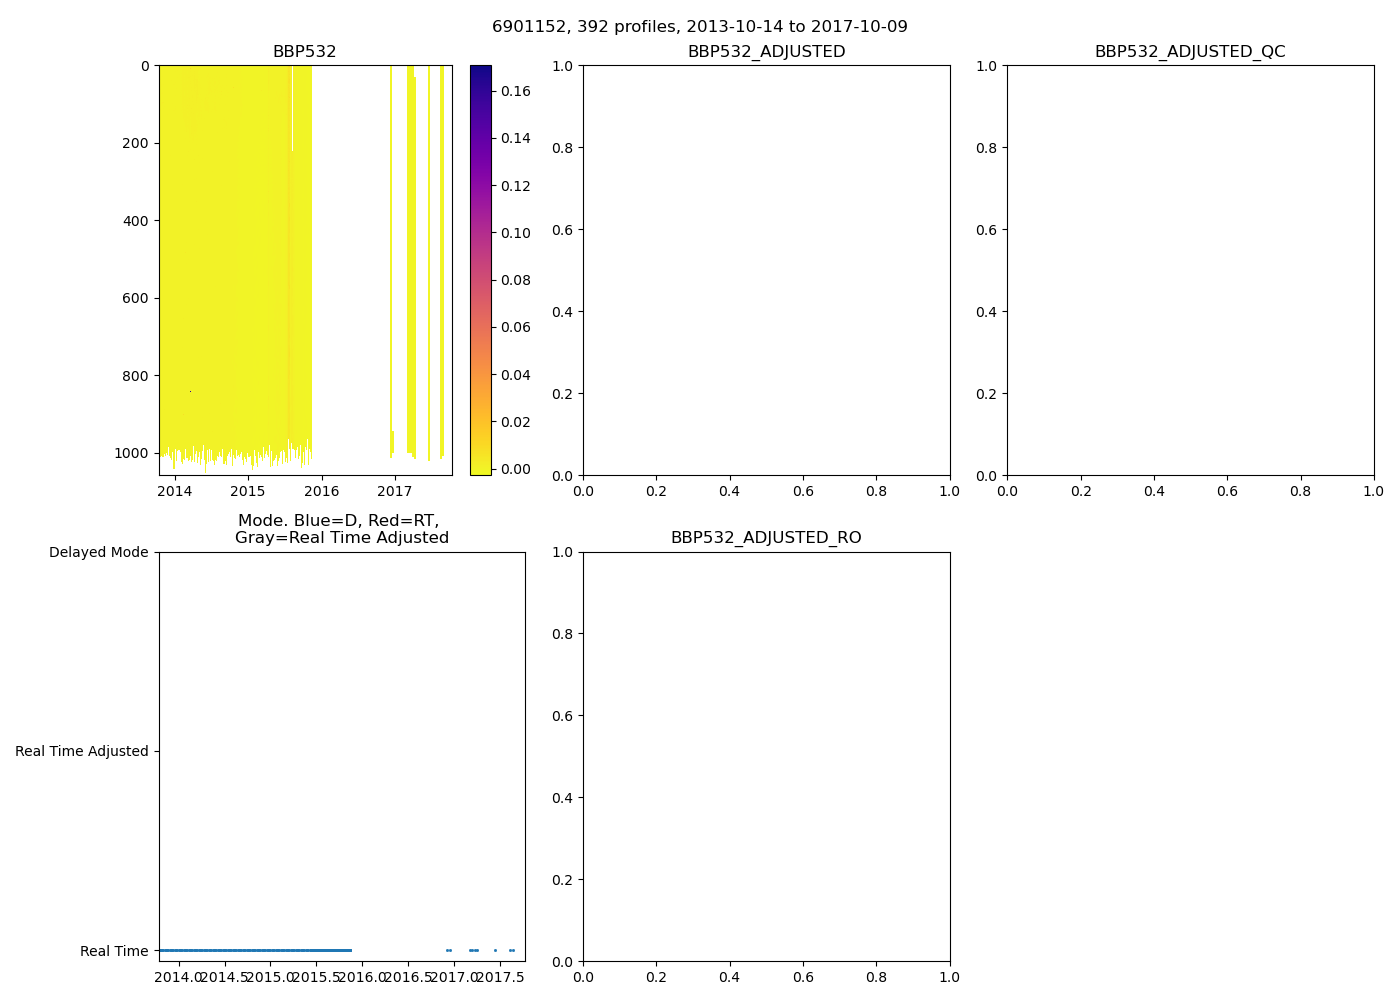 6901152, 392 profiles, 2013-10-14 to 2017-10-09
BBP532
0
200
400
600
800
1000
2014 2015 2016 2017
0.16
0.14
0.12
0.10
0.08
0.06
0.04
0.02
0.00
BBP532_ADJUSTED
1.0
0.8
0.6
0.4
0.2
0.0
0.0 0.2 0.4 0.6 0.8 1.0
BBP532_ADJUSTED_QC
1.0
0.8
0.6
0.4
0.2
0.0
0.0 0.2 0.4 0.6 0.8 1.0
Mode. Blue=D, Red=RT,
Gray=Real Time Adjusted
Delayed Mode
Real Time Adjusted
Real Time
2014.0 2014.5 2015.0 2015.5 2016.0 2016.5 2017.0 2017.5
BBP532_ADJUSTED_RO
1.0
0.8
0.6
0.4
0.2
0.0
0.0 0.2 0.4 0.6 0.8 1.0